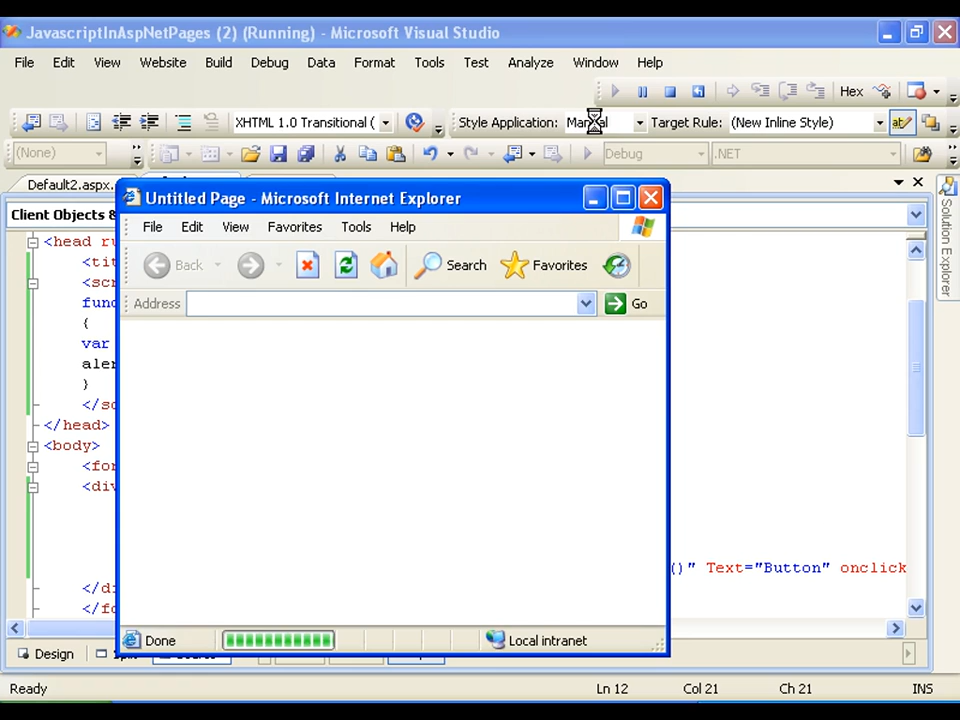 JavascriptInAspNetPages (2) (Running) - Microsoft Visual Studio
File Edit View Website Build Debug Data Format Tools Test Analyze Window Help
Hex
XHTML 1.0 Transitional ( Style Application: Target Rule: (New Inline Style)
(None) Debug .NET
Default2.aspx.
Untitled Page - Microsoft Internet Explorer
Client Objects &
File Edit View Favorites Tools Help
<head ru
<tit
Back Search Favorites
<scr
func
Address Go
{
var
aler
}
</sc
</head>
<body>
<for
<div
()" Text="Button" onclick
</di
</fo
Done Local intranet
Design
Ready Ln 12 Col 21 Ch 21 INS
Solution Explorer